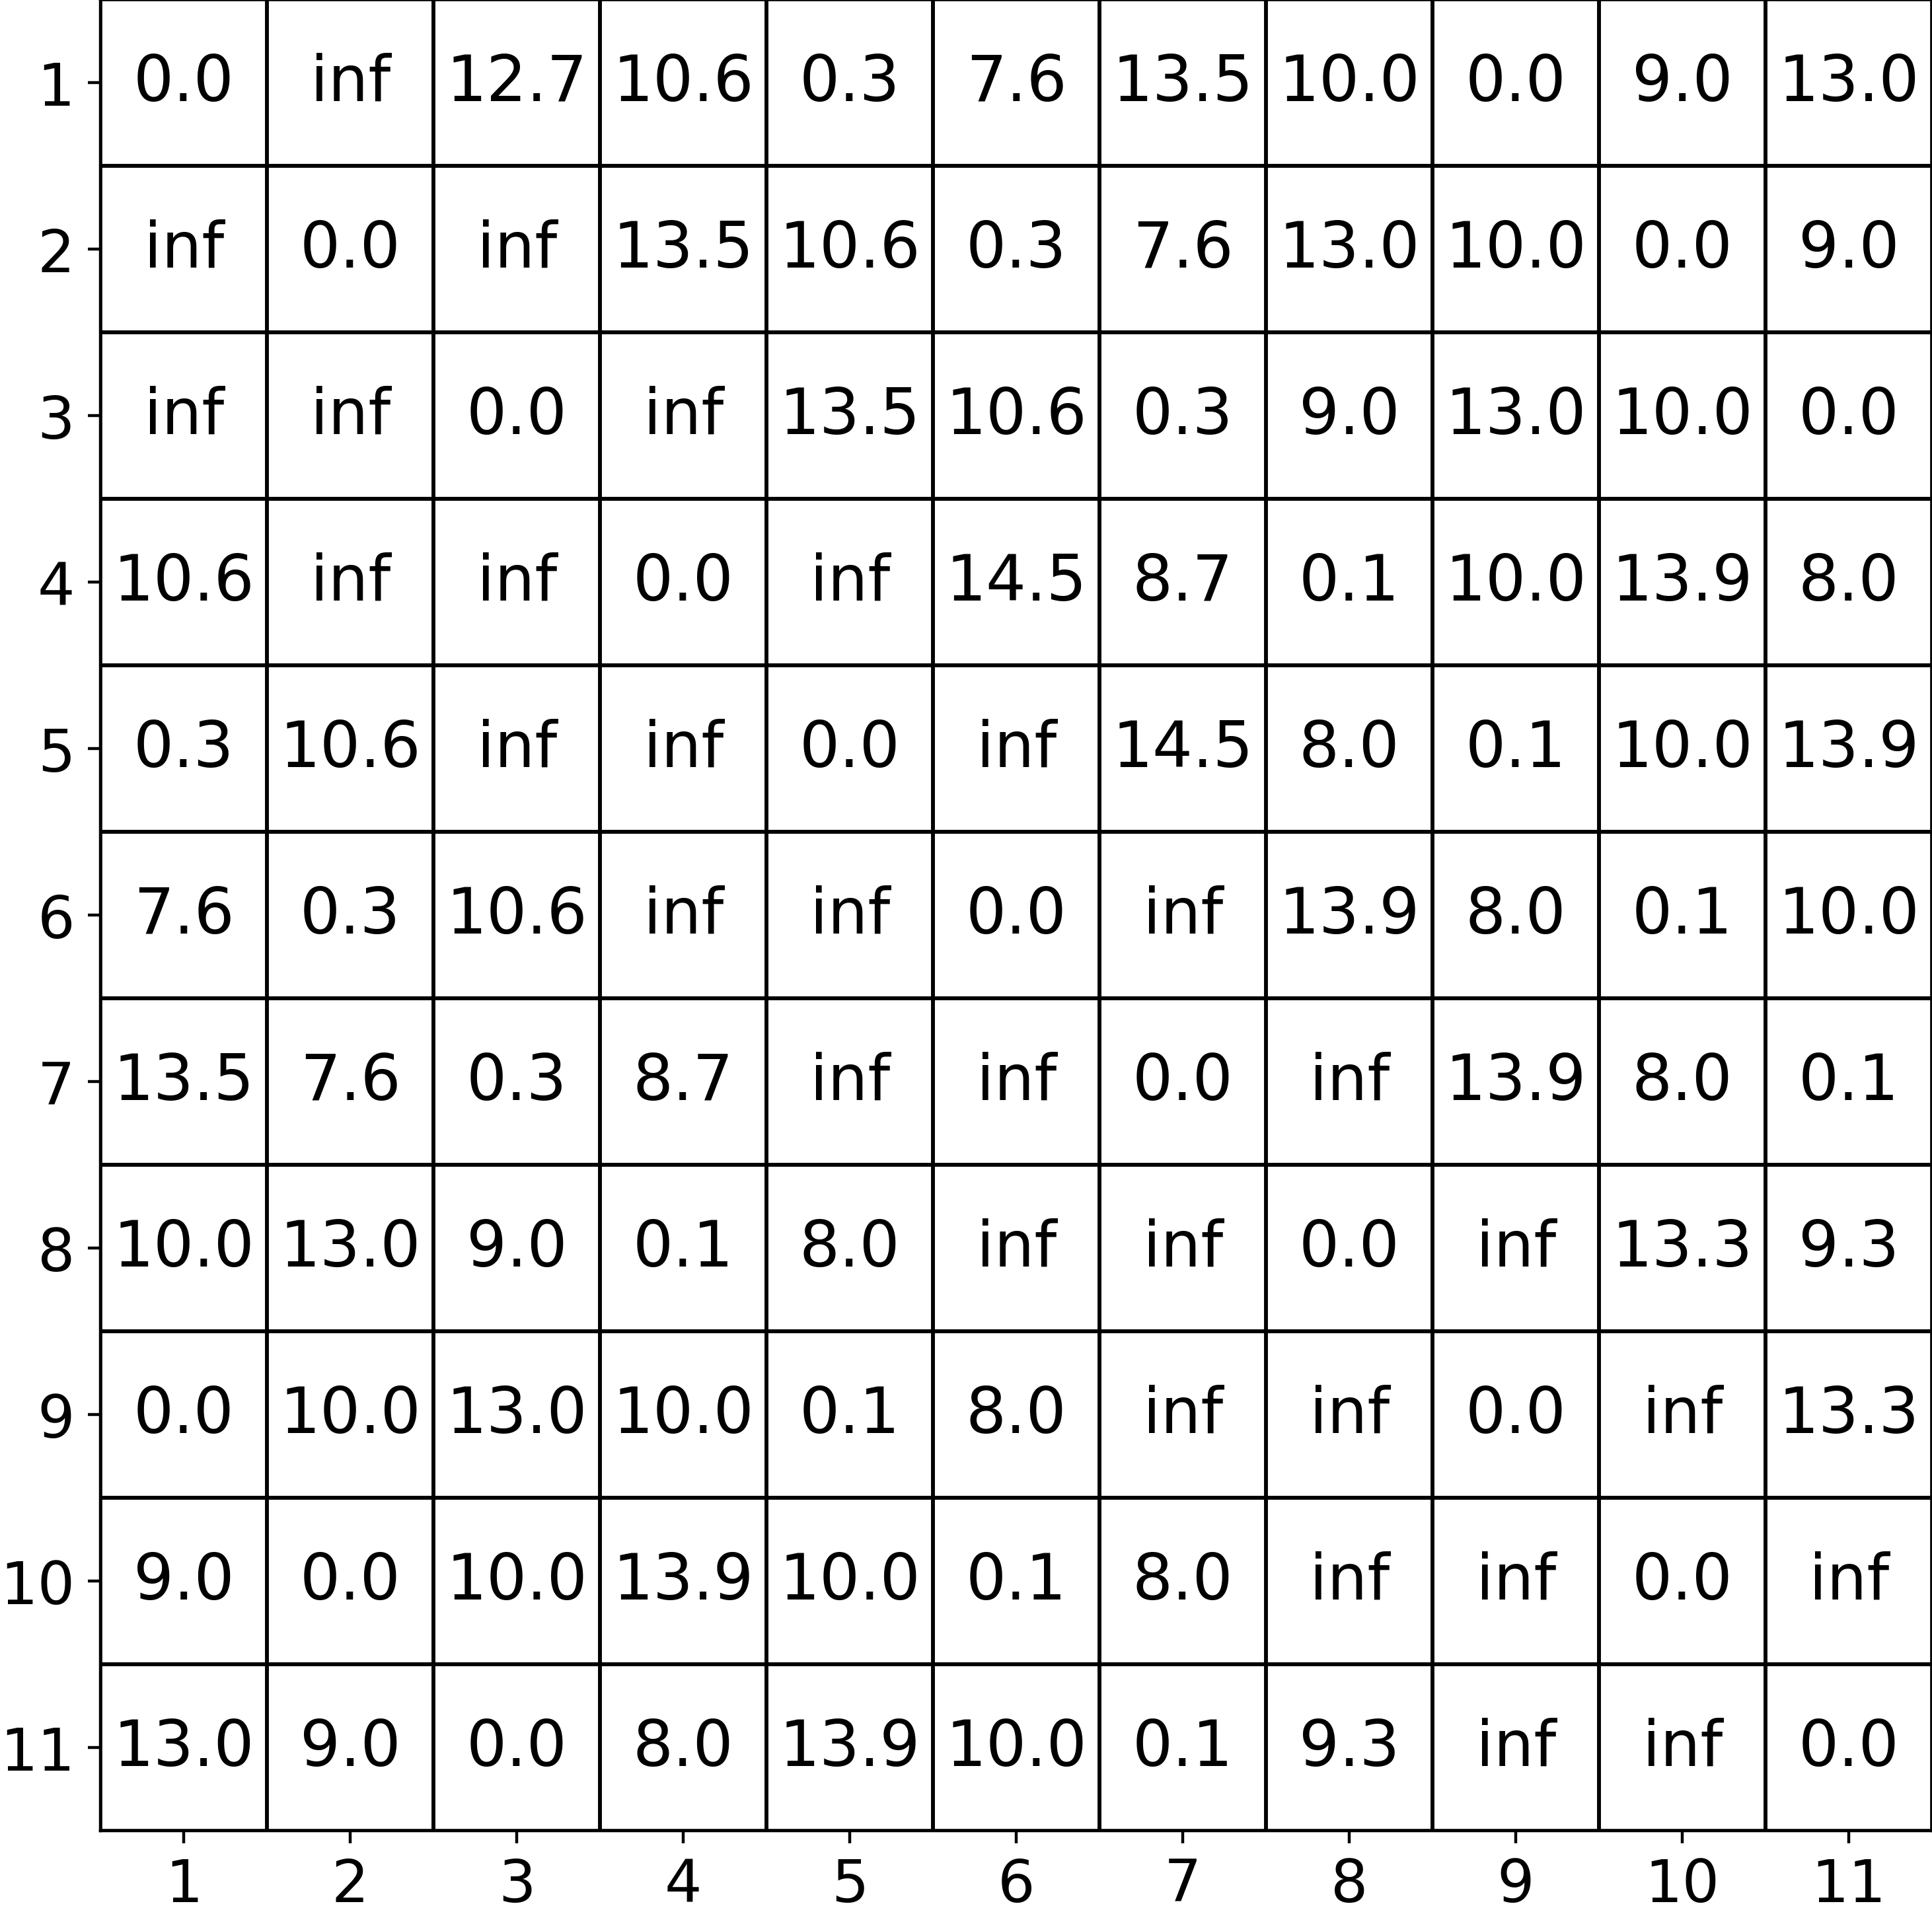 1 0.0 inf 12.7 10.6 0.3 7.6 13.5 10.0 0.0 9.0 13.0
2 inf 0.0 inf 13.5 10.6 0.3 7.6 13.0 10.0 0.0 9.0
3 inf inf 0.0 inf 13.5 10.6 0.3 9.0 13.0 10.0 0.0
4 10.6 inf inf 0.0 inf 14.5 8.7 0.1 10.0 13.9 8.0
5 0.3 10.6 inf inf 0.0 inf 14.5 8.0 0.1 10.0 13.9
6 7.6 0.3 10.6 inf inf 0.0 inf 13.9 8.0 0.1 10.0
7 13.5 7.6 0.3 8.7 inf inf 0.0 inf 13.9 8.0 0.1
8 10.0 13.0 9.0 0.1 8.0 inf inf 0.0 inf 13.3 9.3
9 0.0 10.0 13.0 10.0 0.1 8.0 inf inf 0.0 inf 13.3
10 9.0 0.0 10.0 13.9 10.0 0.1 8.0 inf inf 0.0 inf
11 13.0 9.0 0.0 8.0 13.9 10.0 0.1 9.3 inf inf 0.0
1 2 3 4 5 6 7 8 9 10 11